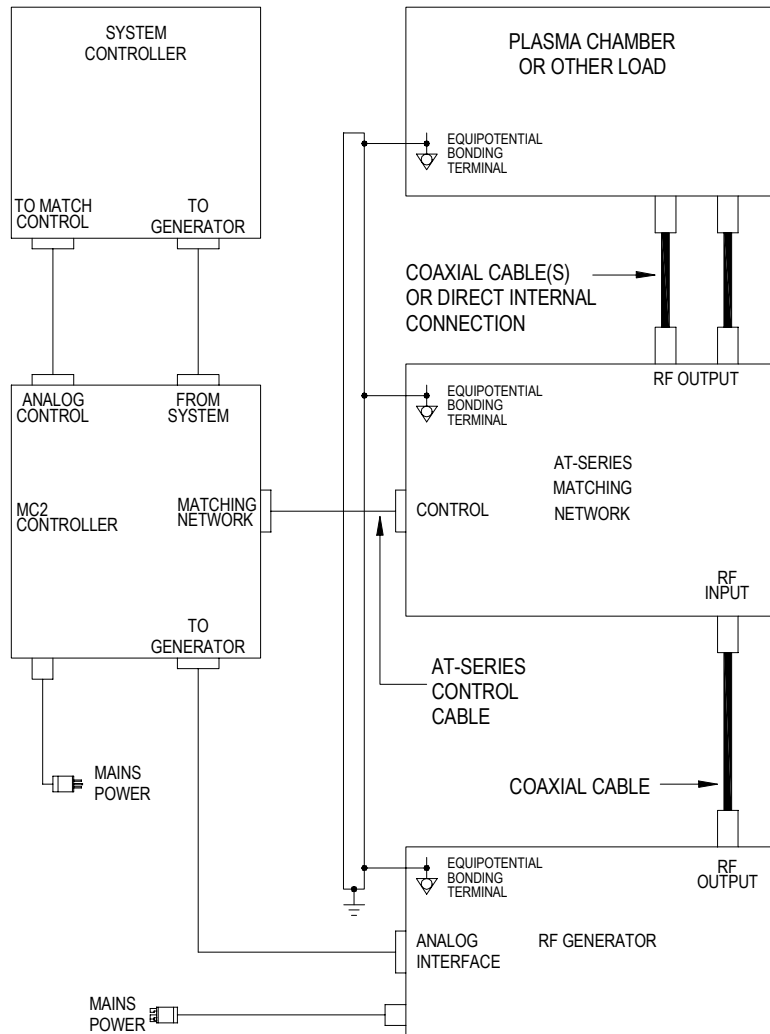 SYSTEM
CONTROLLER
TO MATCH
CONTROL
TO
GENERATOR
PLASMA CHAMBER
OR OTHER LOAD
EQUIPOTENTIAL
BONDING
TERMINAL
COAXIAL CABLE(S)
OR DIRECT INTERNAL
CONNECTION
ANALOG
CONTROL
FROM
SYSTEM
MC2
CONTROLLER
MATCHING
NETWORK
TO
GENERATOR
RF OUTPUT
EQUIPOTENTIAL
BONDING
TERMINAL
AT-SERIES
MATCHING
NETWORK
CONTROL
RF
INPUT
AT-SERIES
CONTROL
CABLE
MAINS
POWER
COAXIAL CABLE
EQUIPOTENTIAL
BONDING
TERMINAL
RF
OUTPUT
ANALOG
INTERFACE
RF GENERATOR
MAINS
POWER